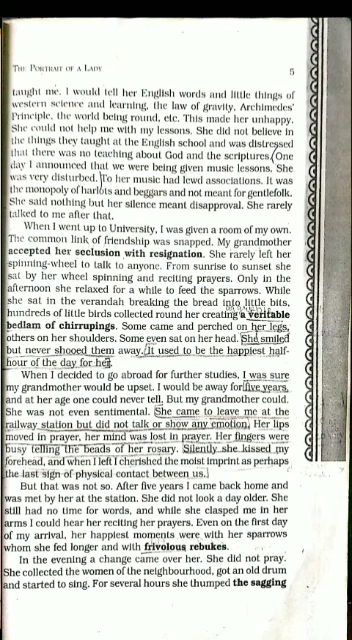 THE PORTRAIT OF A LADY 5
taught me. I would tell her English words and little things of
western science and learning, the law of gravity, Archimedes'
Principle, the world being round, etc. This made her unhappy.
She could not help me with my lessons. She did not believe in
the things they taught at the English school and was distressed
that there was no teaching about God and the scriptures. One
day I announced that we were being given music lessons. She
was very disturbed. To her music had lewd associations. It was
the monopoly of harlots and beggars and not meant for gentlefolk.
She said nothing but her silence meant disapproval. She rarely
talked to me after that.
When I went up to University, I was given a room of my own.
The common link of friendship was snapped. My grandmother
accepted her seclusion with resignation. She rarely left her
spinning-wheel to talk to anyone. From sunrise to sunset she
sat by her wheel spinning and reciting prayers. Only in the
afternoon she relaxed for a while to feed the sparrows. While
she sat in the verandah breaking the bread into little bits,
hundreds of little birds collected round her creating a veritable
bedlam of chirrupings. Some came and perched on her legs,
others on her shoulders. Some even sat on her head. She smiled
but never shooed them away. It used to be the happiest half-
hour of the day for her.
When I decided to go abroad for further studies, I was sure
my grandmother would be upset. I would be away for five years,
and at her age one could never tell. But my grandmother could.
She was not even sentimental. She came to leave me at the
railway station but did not talk or show any emotion. Her lips
moved in prayer, her mind was lost in prayer. Her fingers were
busy telling the beads of her rosary. Silently she kissed my
forehead, and when I left I cherished the moist imprint as perhaps
the last sign of physical contact between us.
But that was not so. After five years I came back home and
was met by her at the station. She did not look a day older. She
still had no time for words, and while she clasped me in her
arms I could hear her reciting her prayers. Even on the first day
of my arrival, her happiest moments were with her sparrows
whom she fed longer and with frivolous rebukes.
In the evening a change came over her. She did not pray.
She collected the women of the neighbourhood, got an old drum
and started to sing. For several hours she thumped the sagging